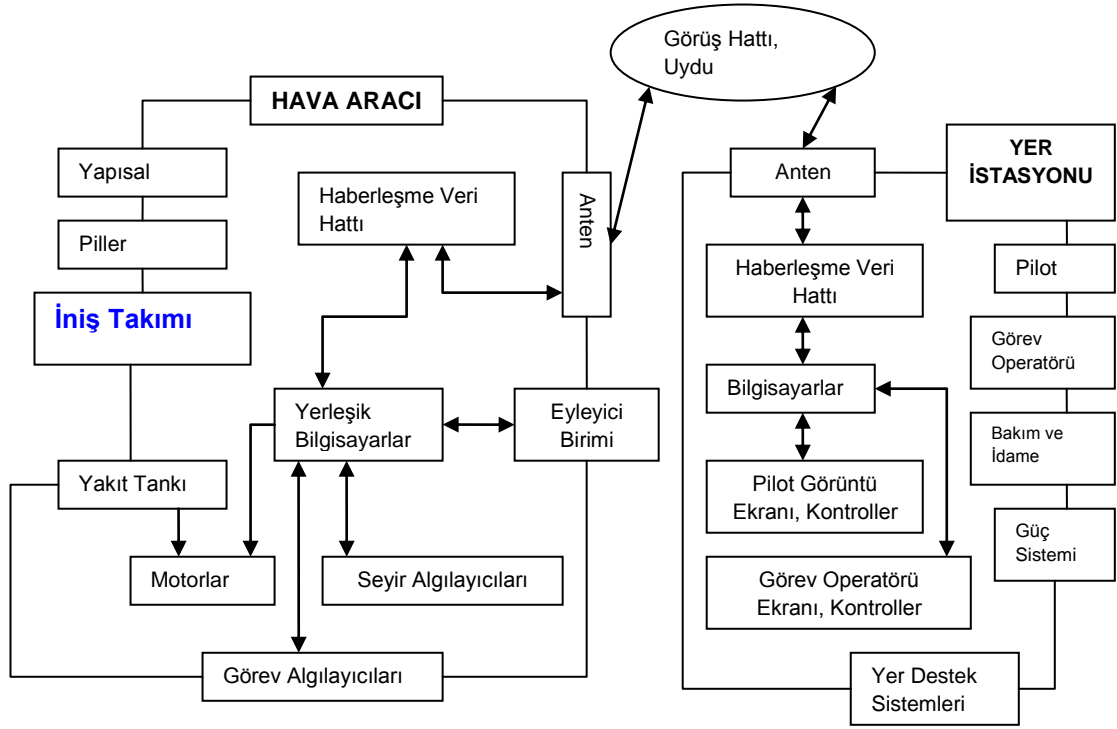 Görüş Hattı,
Uydu
HAVA ARACI
Yapısal
Piller
İniş Takımı
Yakıt Tankı
Motorlar
Haberleşme Veri
Hattı
Anten
Yerleşik
Bilgisayarlar
Eyleyici
Birimi
Seyir Algılayıcıları
Görev Algılayıcıları
Anten
Haberleşme Veri
Hattı
Bilgisayarlar
Pilot Görüntü
Ekranı, Kontroller
Görev Operatörü
Ekranı, Kontroller
YER
İSTASYONU
Pilot
Görev
Operatörü
Bakım ve
İdame
Güç
Sistemi
Yer Destek
Sistemleri